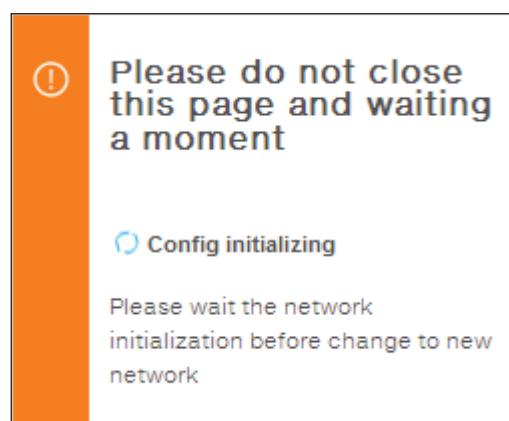 Please do not close
this page and waiting
a moment
Config initializing
Please wait the network
initialization before change to new
network